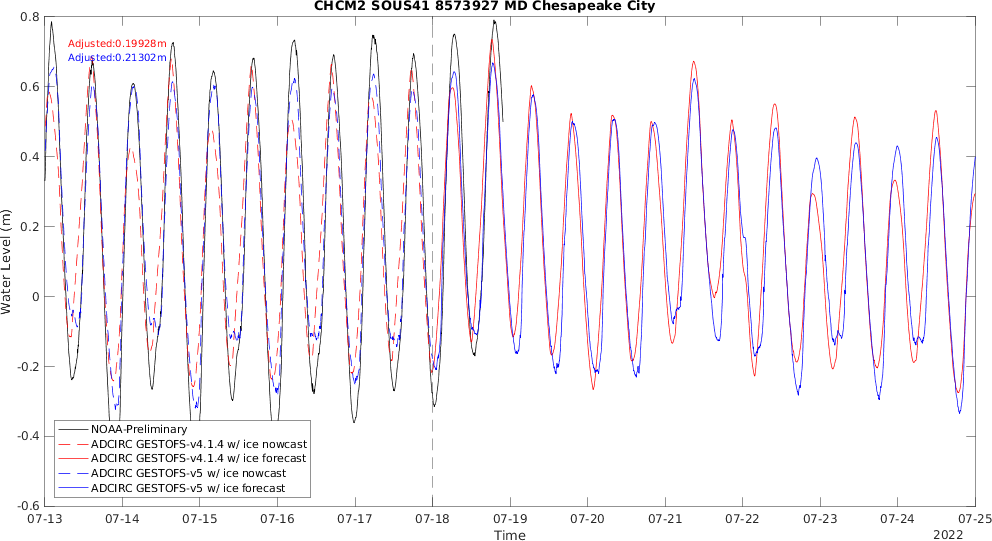 CHCM2 SOUS41 8573927 MD Chesapeake City
Adjusted:0.19928m
Adjusted:0.21302m
0.8
0.6
0.4
0.2
0
-0.2
-0.4
-0.6
Water Level (m)
NOAA-Preliminary
ADCIRC GESTOFS-v4.1.4 w/ ice nowcast
ADCIRC GESTOFS-v4.1.4 w/ ice forecast
ADCIRC GESTOFS-v5 w/ ice nowcast
ADCIRC GESTOFS-v5 w/ ice forecast
07-13 07-14 07-15 07-16 07-17 07-18 07-19 07-20 07-21 07-22 07-23 07-24 07-25
Time
2022